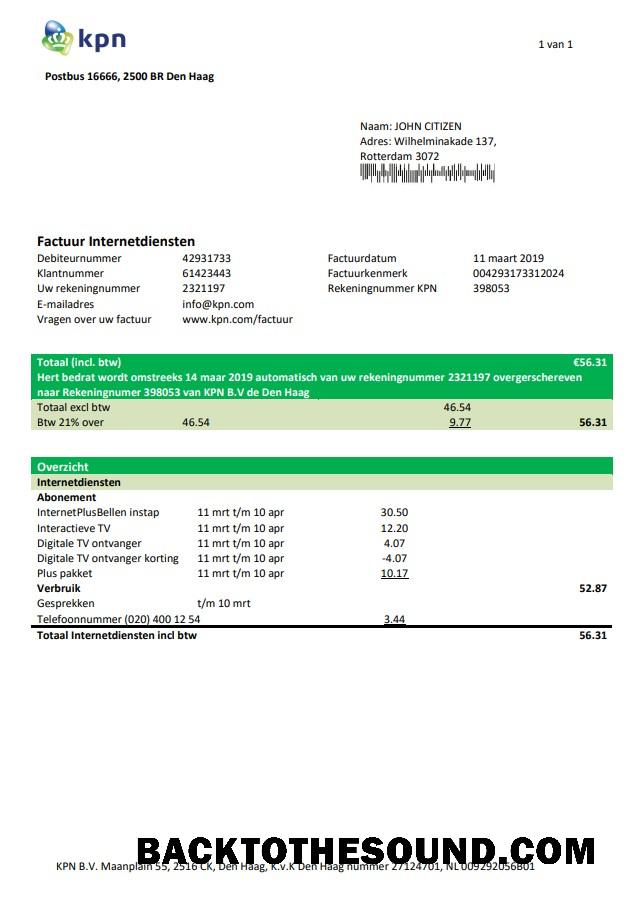 kpn
1 van 1
Postbus 16666, 2500 BR Den Haag
Naam: JOHN CITIZEN
Adres: Wilhelminakade 137,
Rotterdam 3072
Factuur Internetdiensten
Debiteurnummer 42931733 Factuurdatum 11 maart 2019
Klantnummer 61423443 Factuurkenmerk 004293173312024
Uw rekeningnummer 2321197 Rekeningnummer KPN 398053
E-mailadres info@kpn.com
Vragen over uw factuur www.kpn.com/factuur
Totaal (incl. btw) €56.31
Hert bedrat wordt omstreeks 14 maar 2019 automatisch van uw rekeningnummer 2321197 overgerschereven
naar Rekeningnumer 398053 van KPN B.V de Den Haag
Totaal excl btw 46.54
Btw 21% over 46.54 9.77 56.31
Overzicht
Internetdiensten
Abonement
InternetPlusBellen instap 11 mrt t/m 10 apr 30.50
Interactieve TV 11 mrt t/m 10 apr 12.20
Digitale TV ontvanger 11 mrt t/m 10 apr 4.07
Digitale TV ontvanger korting 11 mrt t/m 10 apr -4.07
Plus pakket 11 mrt t/m 10 apr 10.17
Verbruik 52.87
Gesprekken t/m 10 mrt
Telefoonnummer (020) 400 12 54 3.44
Totaal Internetdiensten incl btw 56.31
BACKTOTHESOUND.COM
KPN B.V. Maanplain 55, 2516 CK, Den Haag, K.v.K Den Haag nummer 27124701, NL 009292056B01